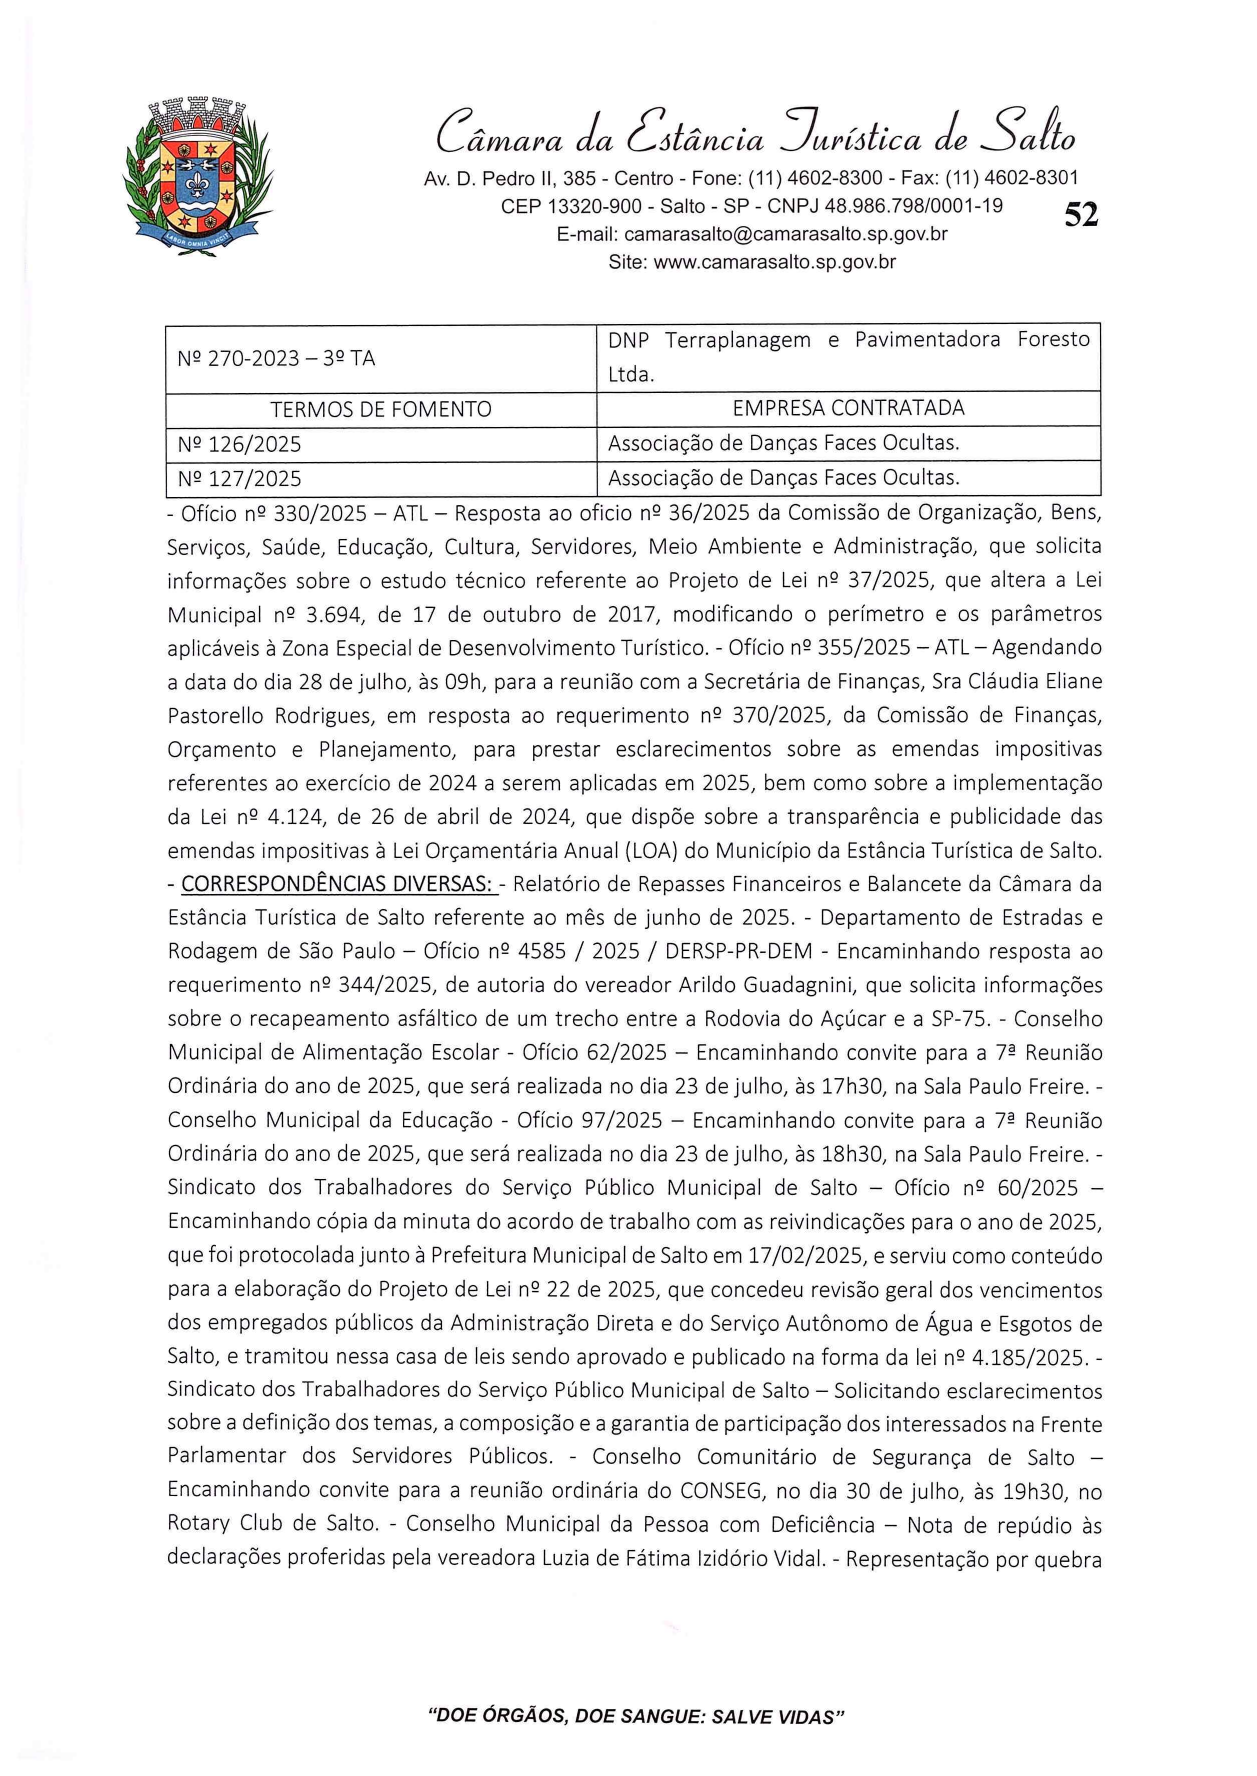 Câmara da Estância Turística de Salto
Av. D. Pedro II, 385 - Centro - Fone: (11) 4602-8300 - Fax: (11) 4602-8301
CEP 13320-900 - Salto - SP - CNPJ 48.986.798/0001-19
52
E-mail: camarasalto@camarasalto.sp.gov.br
Site: www.camarasalto.sp.gov.br
LABOR OMNIA VINCIT
Nº 270-2023 – 3º TA
DNP Terraplanagem e Pavimentadora Foresto
Ltda.
TERMOS DE FOMENTO
EMPRESA CONTRATADA
Nº 126/2025
Associação de Danças Faces Ocultas.
Nº 127/2025
Associação de Danças Faces Ocultas.
- Ofício nº 330/2025 – ATL – Resposta ao oficio nº 36/2025 da Comissão de Organização, Bens,
Serviços, Saúde, Educação, Cultura, Servidores, Meio Ambiente e Administração, que solicita
informações sobre o estudo técnico referente ao Projeto de Lei nº 37/2025, que altera a Lei
Municipal nº 3.694, de 17 de outubro de 2017, modificando o perímetro e os parâmetros
aplicáveis à Zona Especial de Desenvolvimento Turístico. - Ofício nº 355/2025 – ATL – Agendando
a data do dia 28 de julho, às 09h, para a reunião com a Secretária de Finanças, Sra Cláudia Eliane
Pastorello Rodrigues, em resposta ao requerimento nº 370/2025, da Comissão de Finanças,
Orçamento e Planejamento, para prestar esclarecimentos sobre as emendas impositivas
referentes ao exercício de 2024 a serem aplicadas em 2025, bem como sobre a implementação
da Lei nº 4.124, de 26 de abril de 2024, que dispõe sobre a transparência e publicidade das
emendas impositivas à Lei Orçamentária Anual (LOA) do Município da Estância Turística de Salto.
- CORRESPONDÊNCIAS DIVERSAS: - Relatório de Repasses Financeiros e Balancete da Câmara da
Estância Turística de Salto referente ao mês de junho de 2025. - Departamento de Estradas e
Rodagem de São Paulo – Ofício nº 4585 / 2025 / DERSP-PR-DEM - Encaminhando resposta ao
requerimento nº 344/2025, de autoria do vereador Arildo Guadagnini, que solicita informações
sobre o recapeamento asfáltico de um trecho entre a Rodovia do Açúcar e a SP-75. - Conselho
Municipal de Alimentação Escolar - Ofício 62/2025 – Encaminhando convite para a 7ª Reunião
Ordinária do ano de 2025, que será realizada no dia 23 de julho, às 17h30, na Sala Paulo Freire. -
Conselho Municipal da Educação - Ofício 97/2025 – Encaminhando convite para a 7ª Reunião
Ordinária do ano de 2025, que será realizada no dia 23 de julho, às 18h30, na Sala Paulo Freire. -
Sindicato dos Trabalhadores do Serviço Público Municipal de Salto – Ofício nº 60/2025 –
Encaminhando cópia da minuta do acordo de trabalho com as reivindicações para o ano de 2025,
que foi protocolada junto à Prefeitura Municipal de Salto em 17/02/2025, e serviu como conteúdo
para a elaboração do Projeto de Lei nº 22 de 2025, que concedeu revisão geral dos vencimentos
dos empregados públicos da Administração Direta e do Serviço Autônomo de Água e Esgotos de
Salto, e tramitou nessa casa de leis sendo aprovado e publicado na forma da lei nº 4.185/2025. -
Sindicato dos Trabalhadores do Serviço Público Municipal de Salto – Solicitando esclarecimentos
sobre a definição dos temas, a composição e a garantia de participação dos interessados na Frente
Parlamentar dos Servidores Públicos. - Conselho Comunitário de Segurança de Salto –
Encaminhando convite para a reunião ordinária do CONSEG, no dia 30 de julho, às 19h30, no
Rotary Club de Salto. - Conselho Municipal da Pessoa com Deficiência – Nota de repúdio às
declarações proferidas pela vereadora Luzia de Fátima Izidório Vidal. - Representação por quebra
“DOE ÓRGÃOS, DOE SANGUE: SALVE VIDAS”